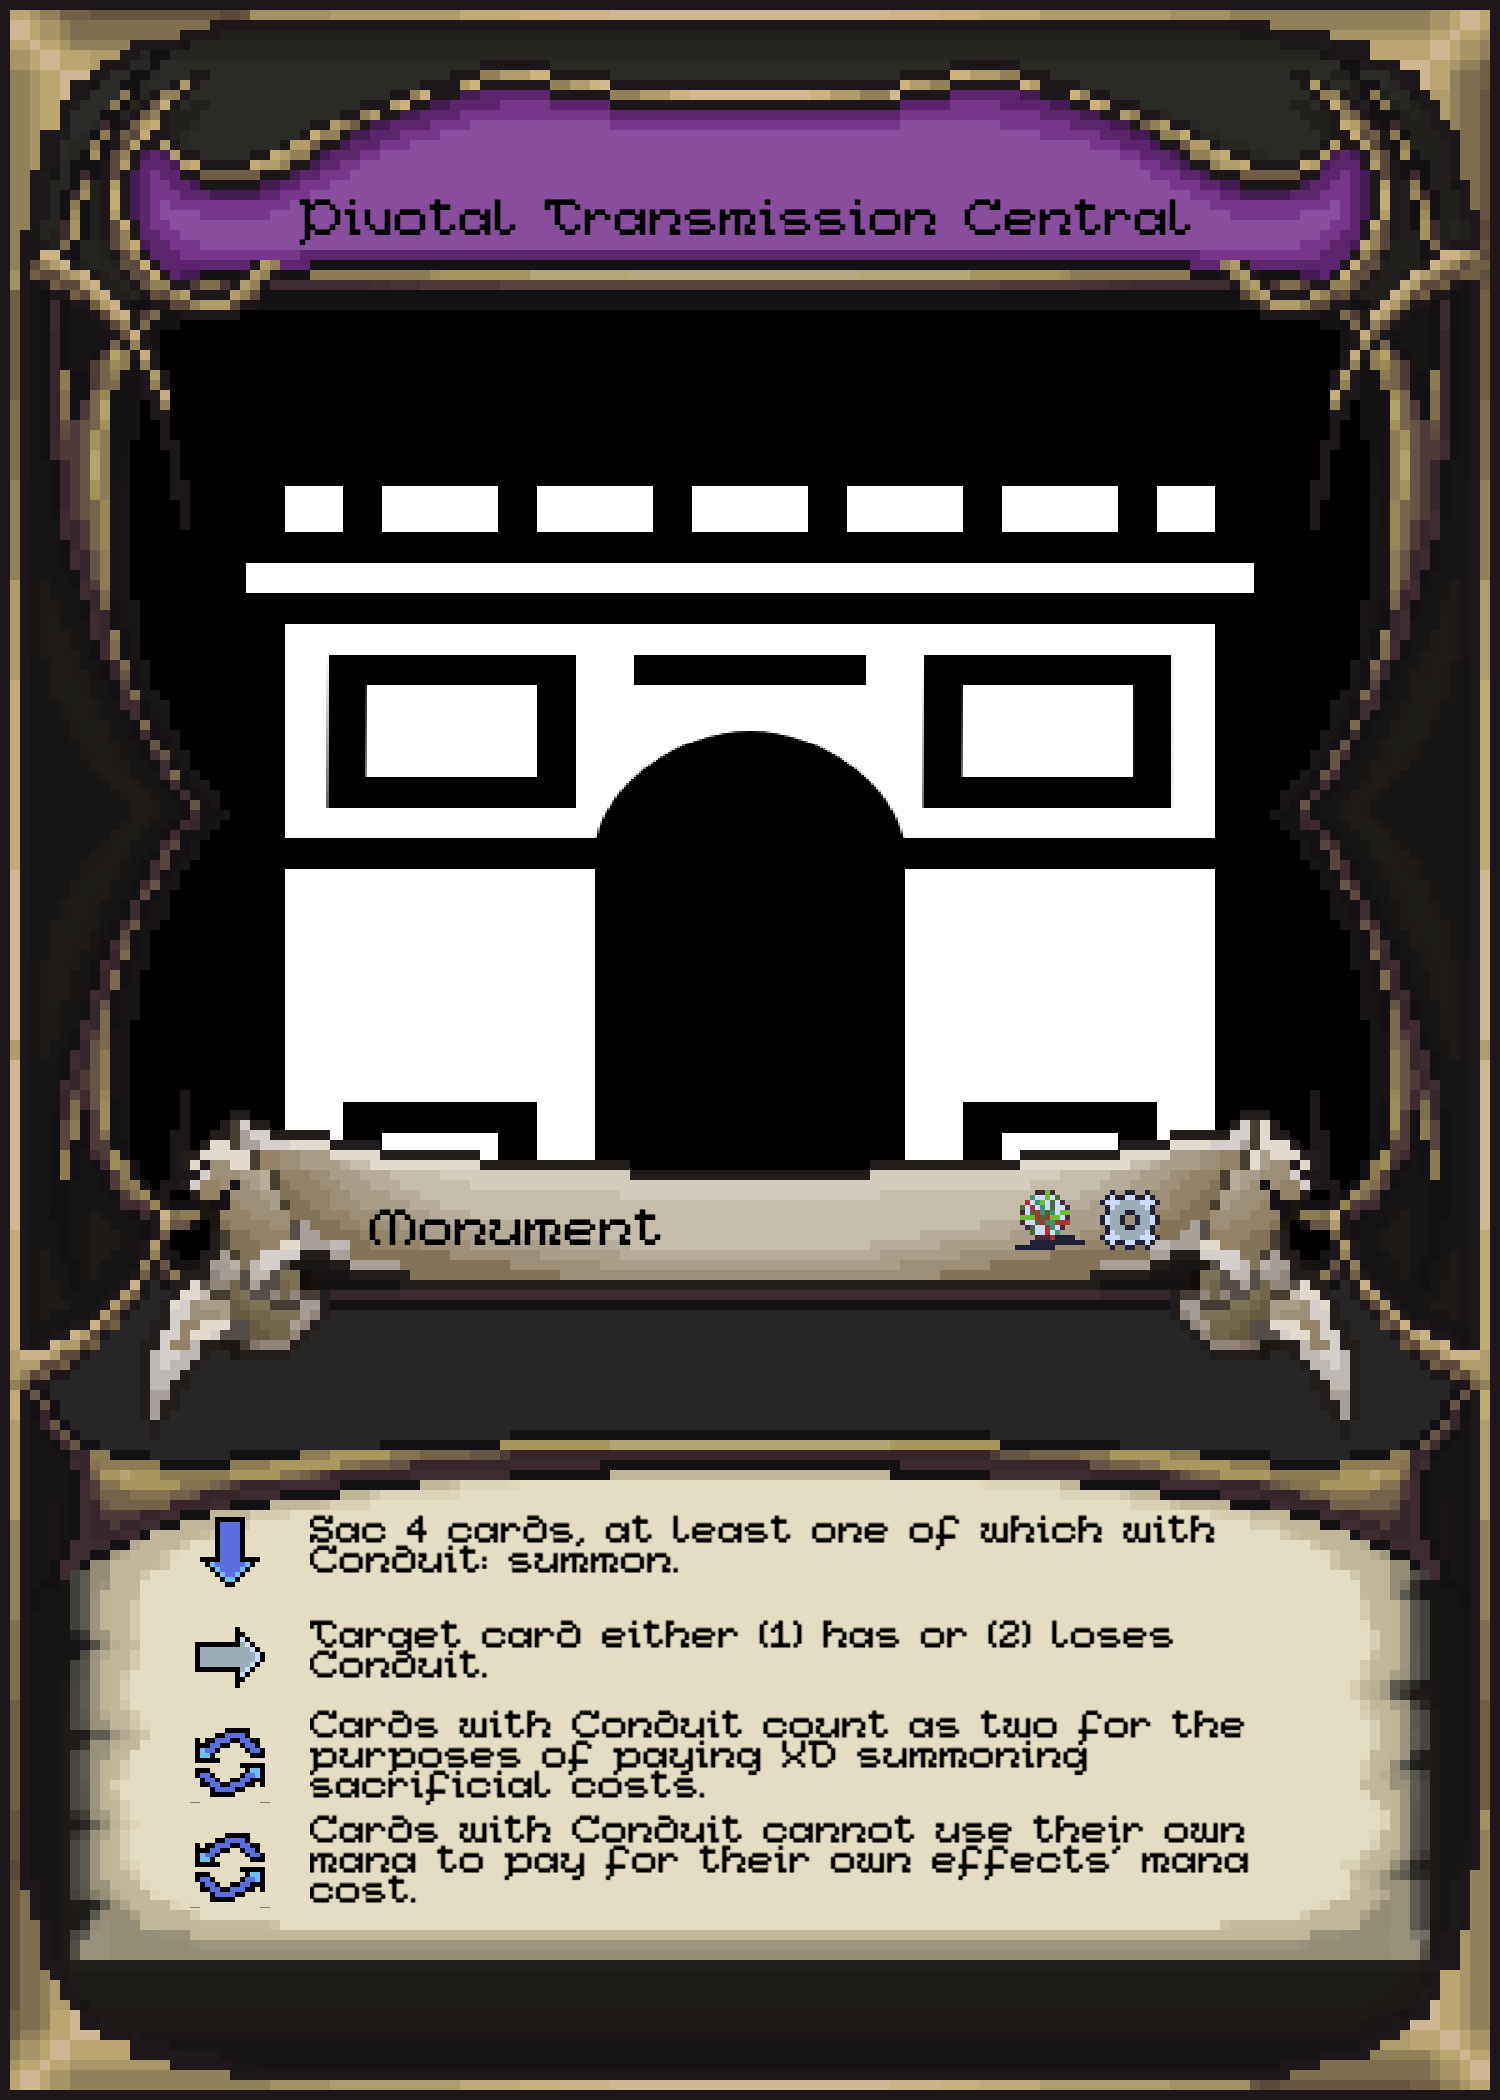 Pivotal Transmission Central
Monument
Sac 4 cards, at least one of which with
Conduit: summon.
Target card either (1) has or (2) loses
Conduit.
Cards with Conduit count as two for the
purposes of paying XD summoning
sacrificial costs.
Cards with Conduit cannot use their own
mana to pay for their own effects' mana
cost.